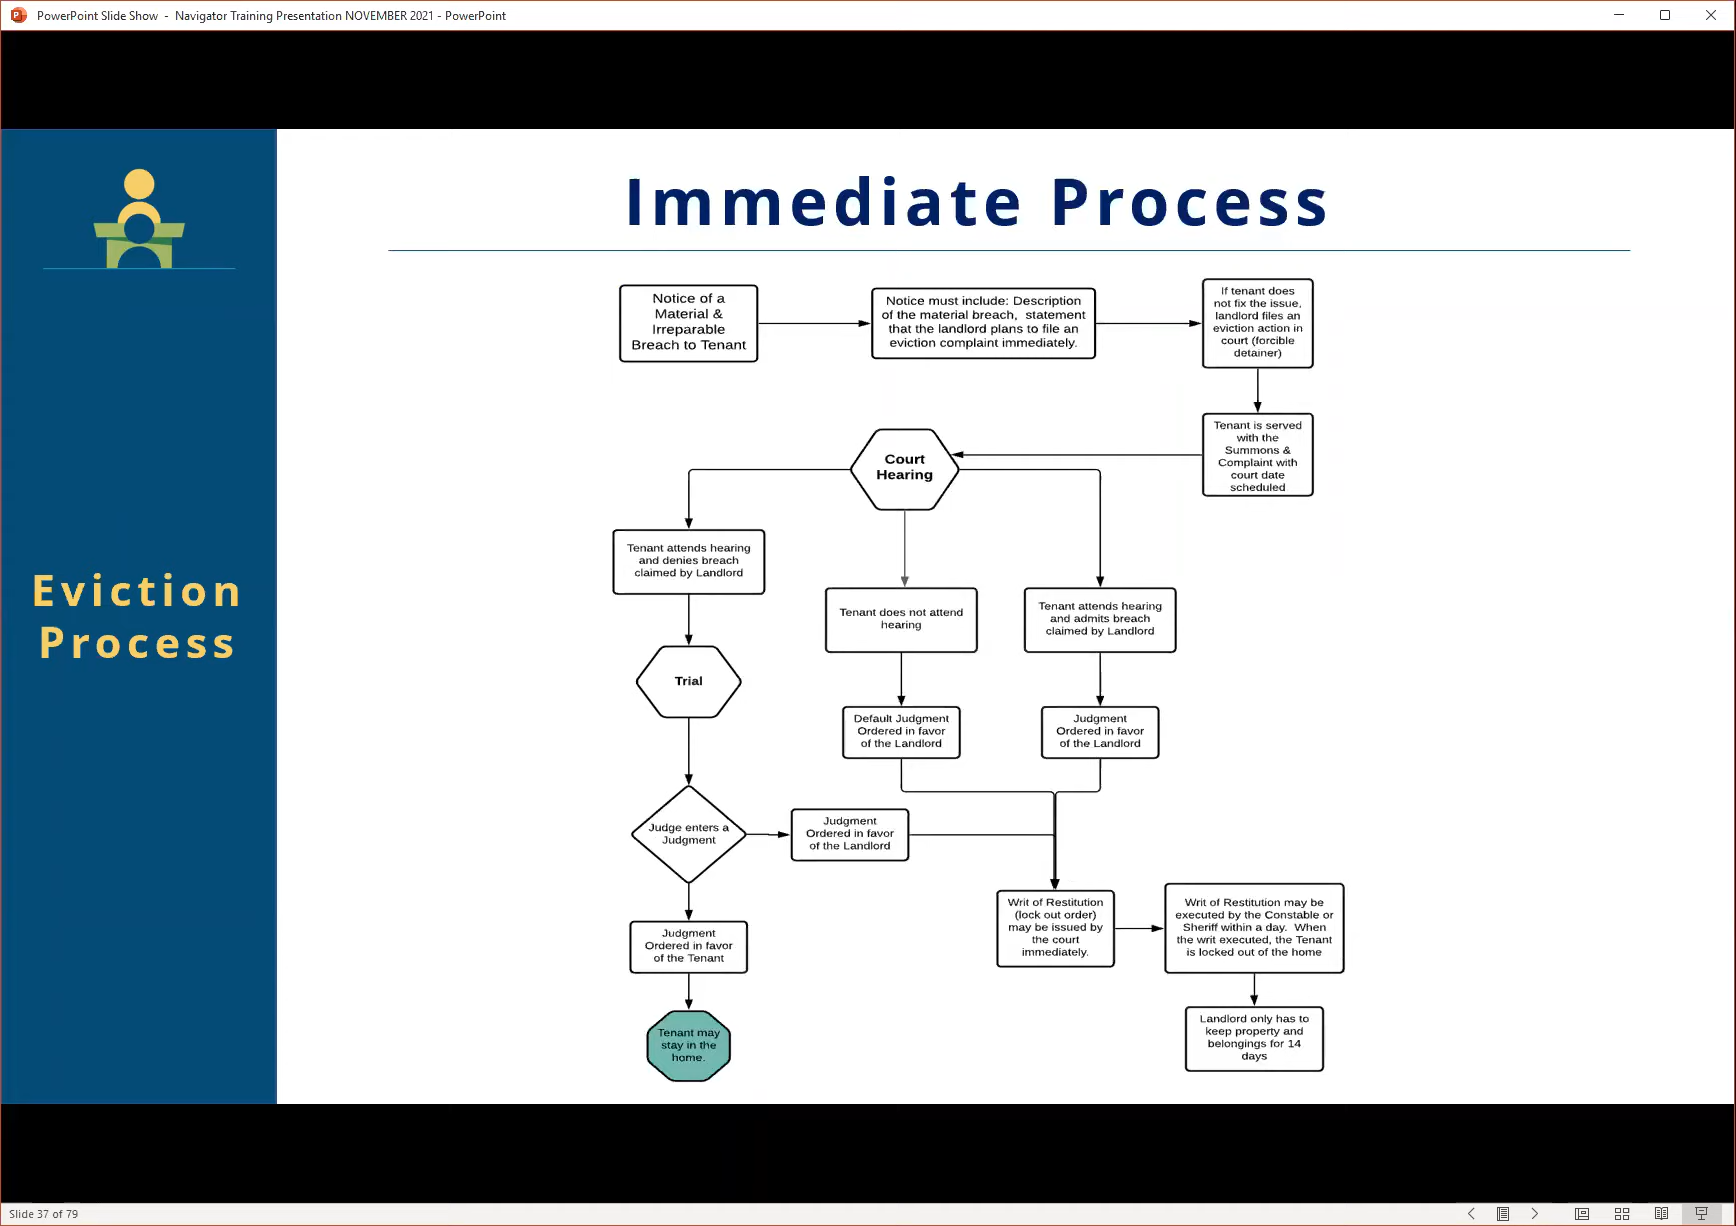 PowerPoint Slide Show - Navigator Training Presentation NOVEMBER 2021 - PowerPoint
Eviction
Process
Immediate Process
Notice of a
Material &
Irreparable
Breach to Tenant
Notice must include: Description
of the material breach, statement
that the landlord plans to file an
eviction complaint immediately.
If tenant does
not fix the issue,
landlord files an
eviction action in
court (forcible
detainer)
Tenant is served
with the
Summons &
Complaint with
court date
scheduled
Court
Hearing
Tenant attends hearing
and denies breach
claimed by Landlord
Tenant does not attend
hearing
Tenant attends hearing
and admits breach
claimed by Landlord
Trial
Default Judgment
Ordered in favor
of the Landlord
Judgment
Ordered in favor
of the Landlord
Judge enters a
Judgment
Judgment
Ordered in favor
of the Landlord
Judgment
Ordered in favor
of the Tenant
Tenant may
stay in the
home.
Writ of Restitution
(lock out order)
may be issued by
the court
immediately.
Writ of Restitution may be
executed by the Constable or
Sheriff within a day. When
the writ executed, the Tenant
is locked out of the home
Landlord only has to
keep property and
belongings for 14
days
Slide 37 of 79